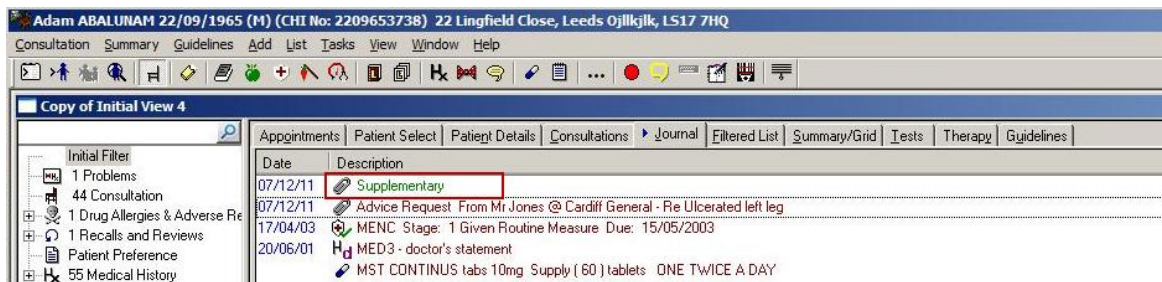 Adam ABALUNAM 22/09/1965 (M) (CHI No: 2209653738) 22 Lingfield Close, Leeds Ojllkjlk, LS17 7HQ
Consultation Summary Guidelines Add List Tasks View Window Help
Copy of Initial View 4
Appointments Patient Select Patient Details Consultations Journal Filtered List Summary/Grid Tests Therapy Guidelines
Initial Filter
1 Problems
44 Consultation
1 Drug Allergies & Adverse Re
1 Recalls and Reviews
Patient Preference
55 Medical History
Date Description
07/12/11 Supplementary
07/12/11 Advice Request From Mr Jones @ Cardiff General - Re Ulcerated left leg
17/04/03 MENC Stage: 1 Given Routine Measure Due: 15/05/2003
20/06/01 MED3 - doctor's statement
MST CONTINUS tabs 10mg Supply ( 60 ) tablets ONE TWICE A DAY